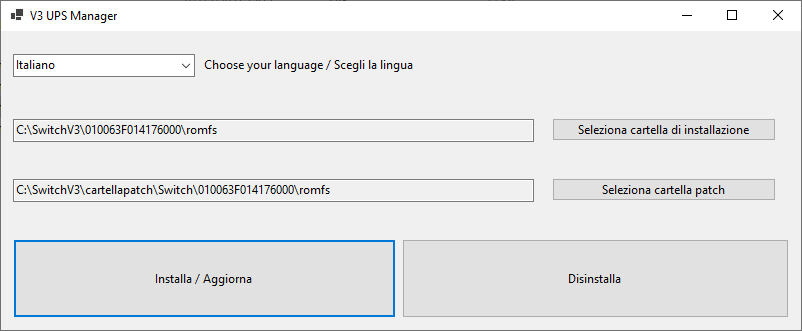 V3 UPS Manager
Italiano
Choose your language / Scegli la lingua
C:\SwitchV3\010063F014176000\romfs
Seleziona cartella di installazione
C:\SwitchV3\cartellapatch\Switch\010063F014176000\romfs
Seleziona cartella patch
Installa / Aggiorna
Disinstalla